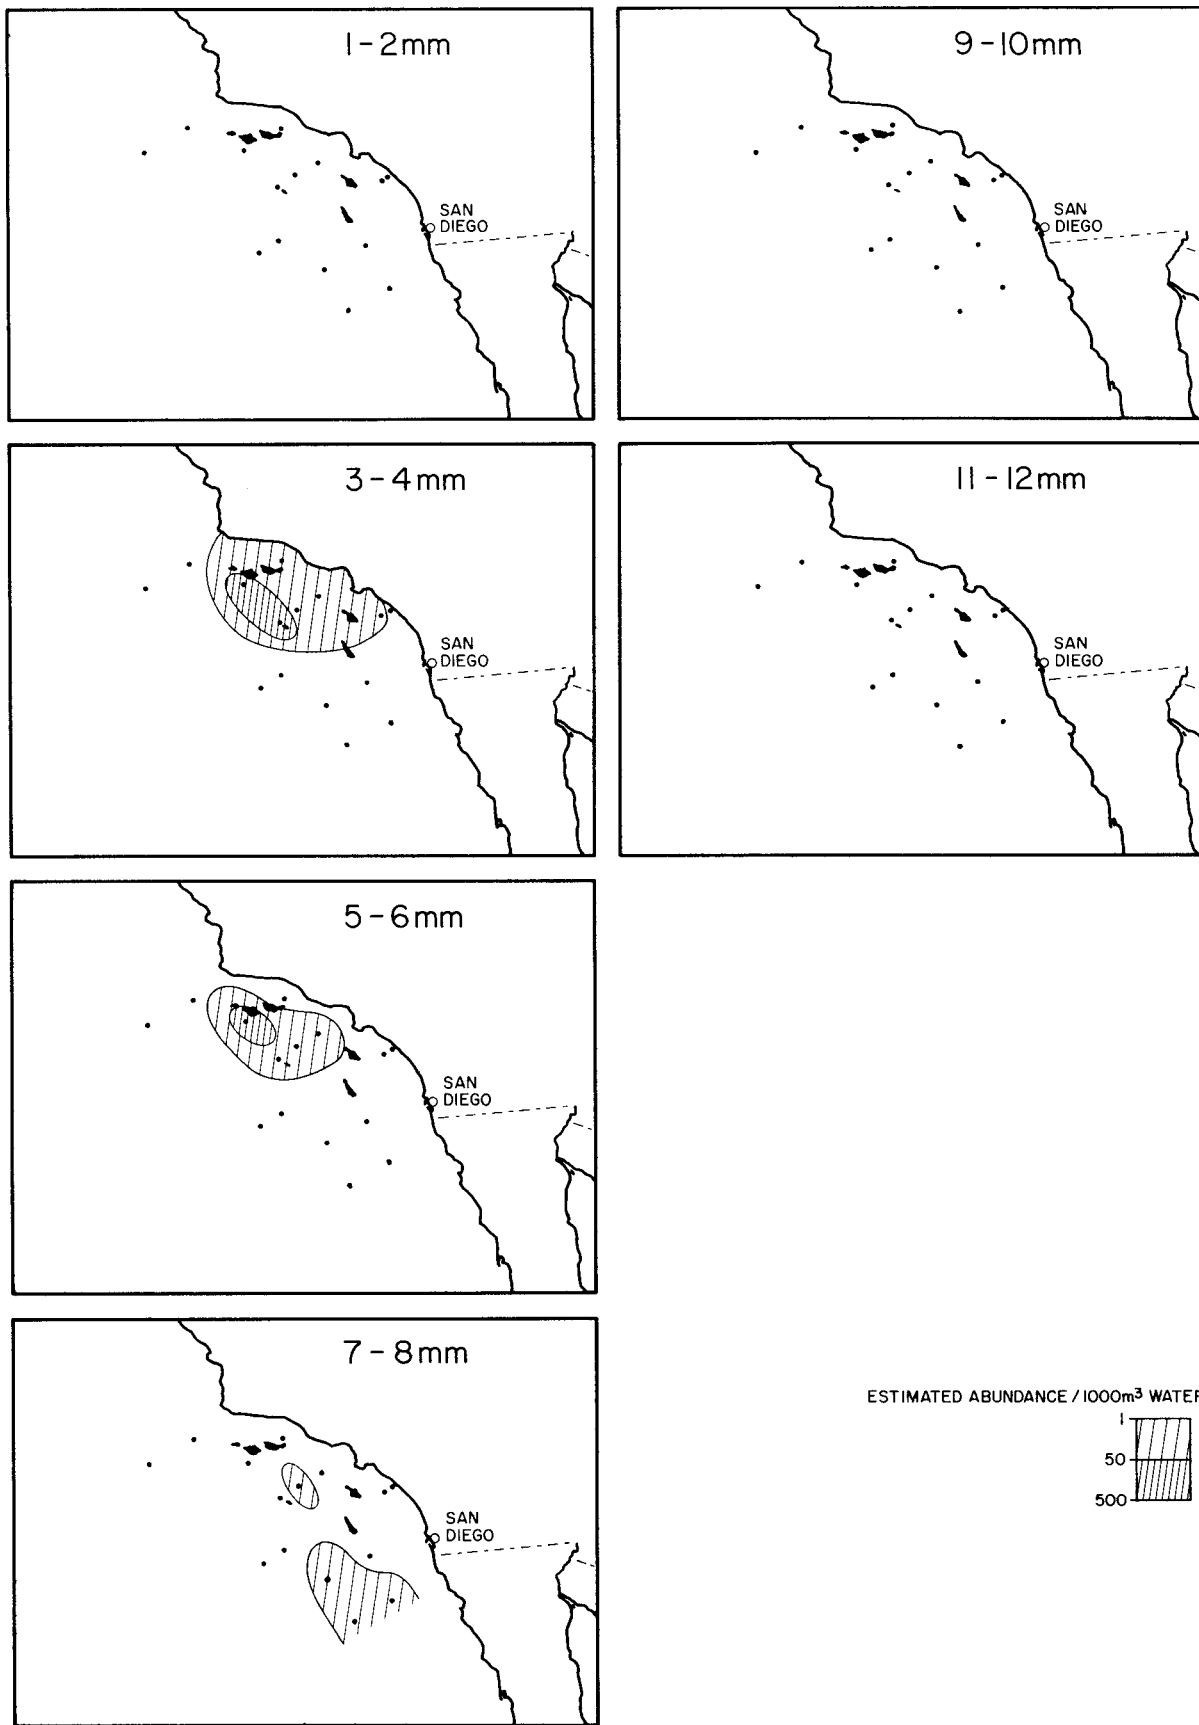 1-2mm
SAN
DIEGO
9-10mm
SAN
DIEGO
3-4mm
SAN
DIEGO
11-12mm
SAN
DIEGO
5-6mm
SAN
DIEGO
7-8mm
SAN
DIEGO
ESTIMATED ABUNDANCE / 1000m³ WATER
1
50
500